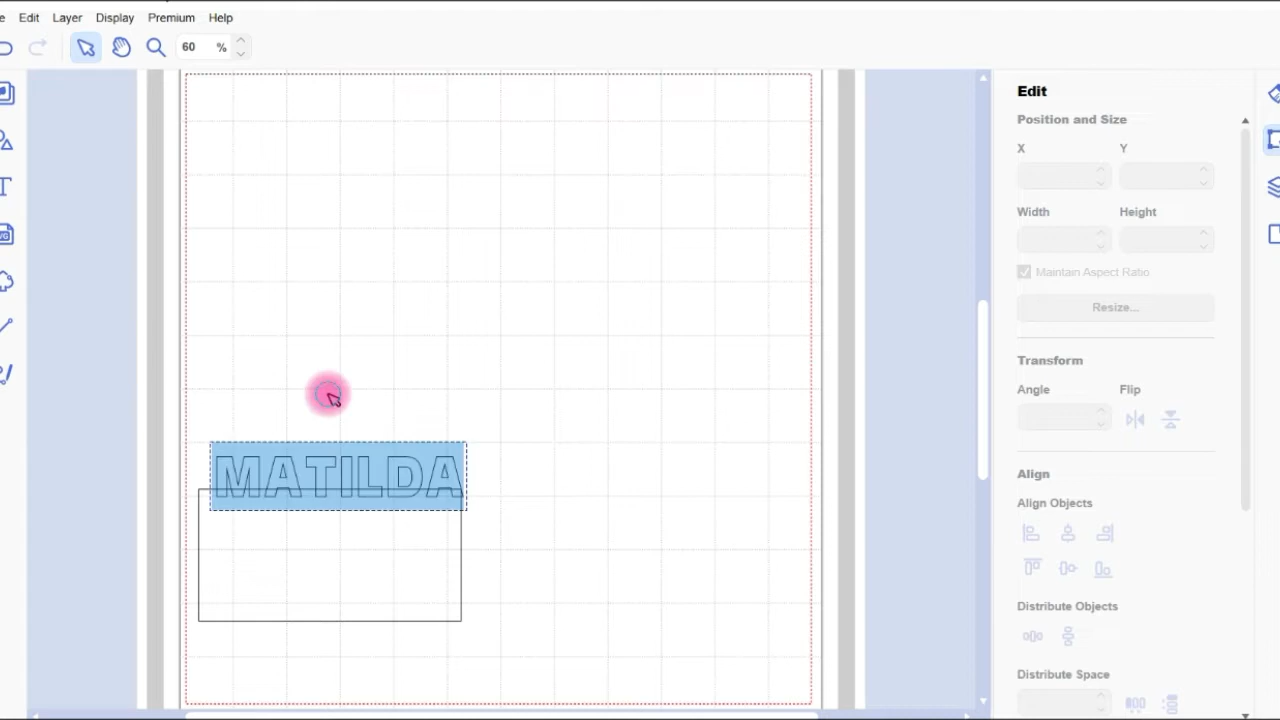 e Edit Layer Display Premium Help
60 %
Edit
Position and Size
X Y
Width Height
Maintain Aspect Ratio
Resize...
Transform
Angle Flip
Align
Align Objects
Distribute Objects
Distribute Space
MATILDA